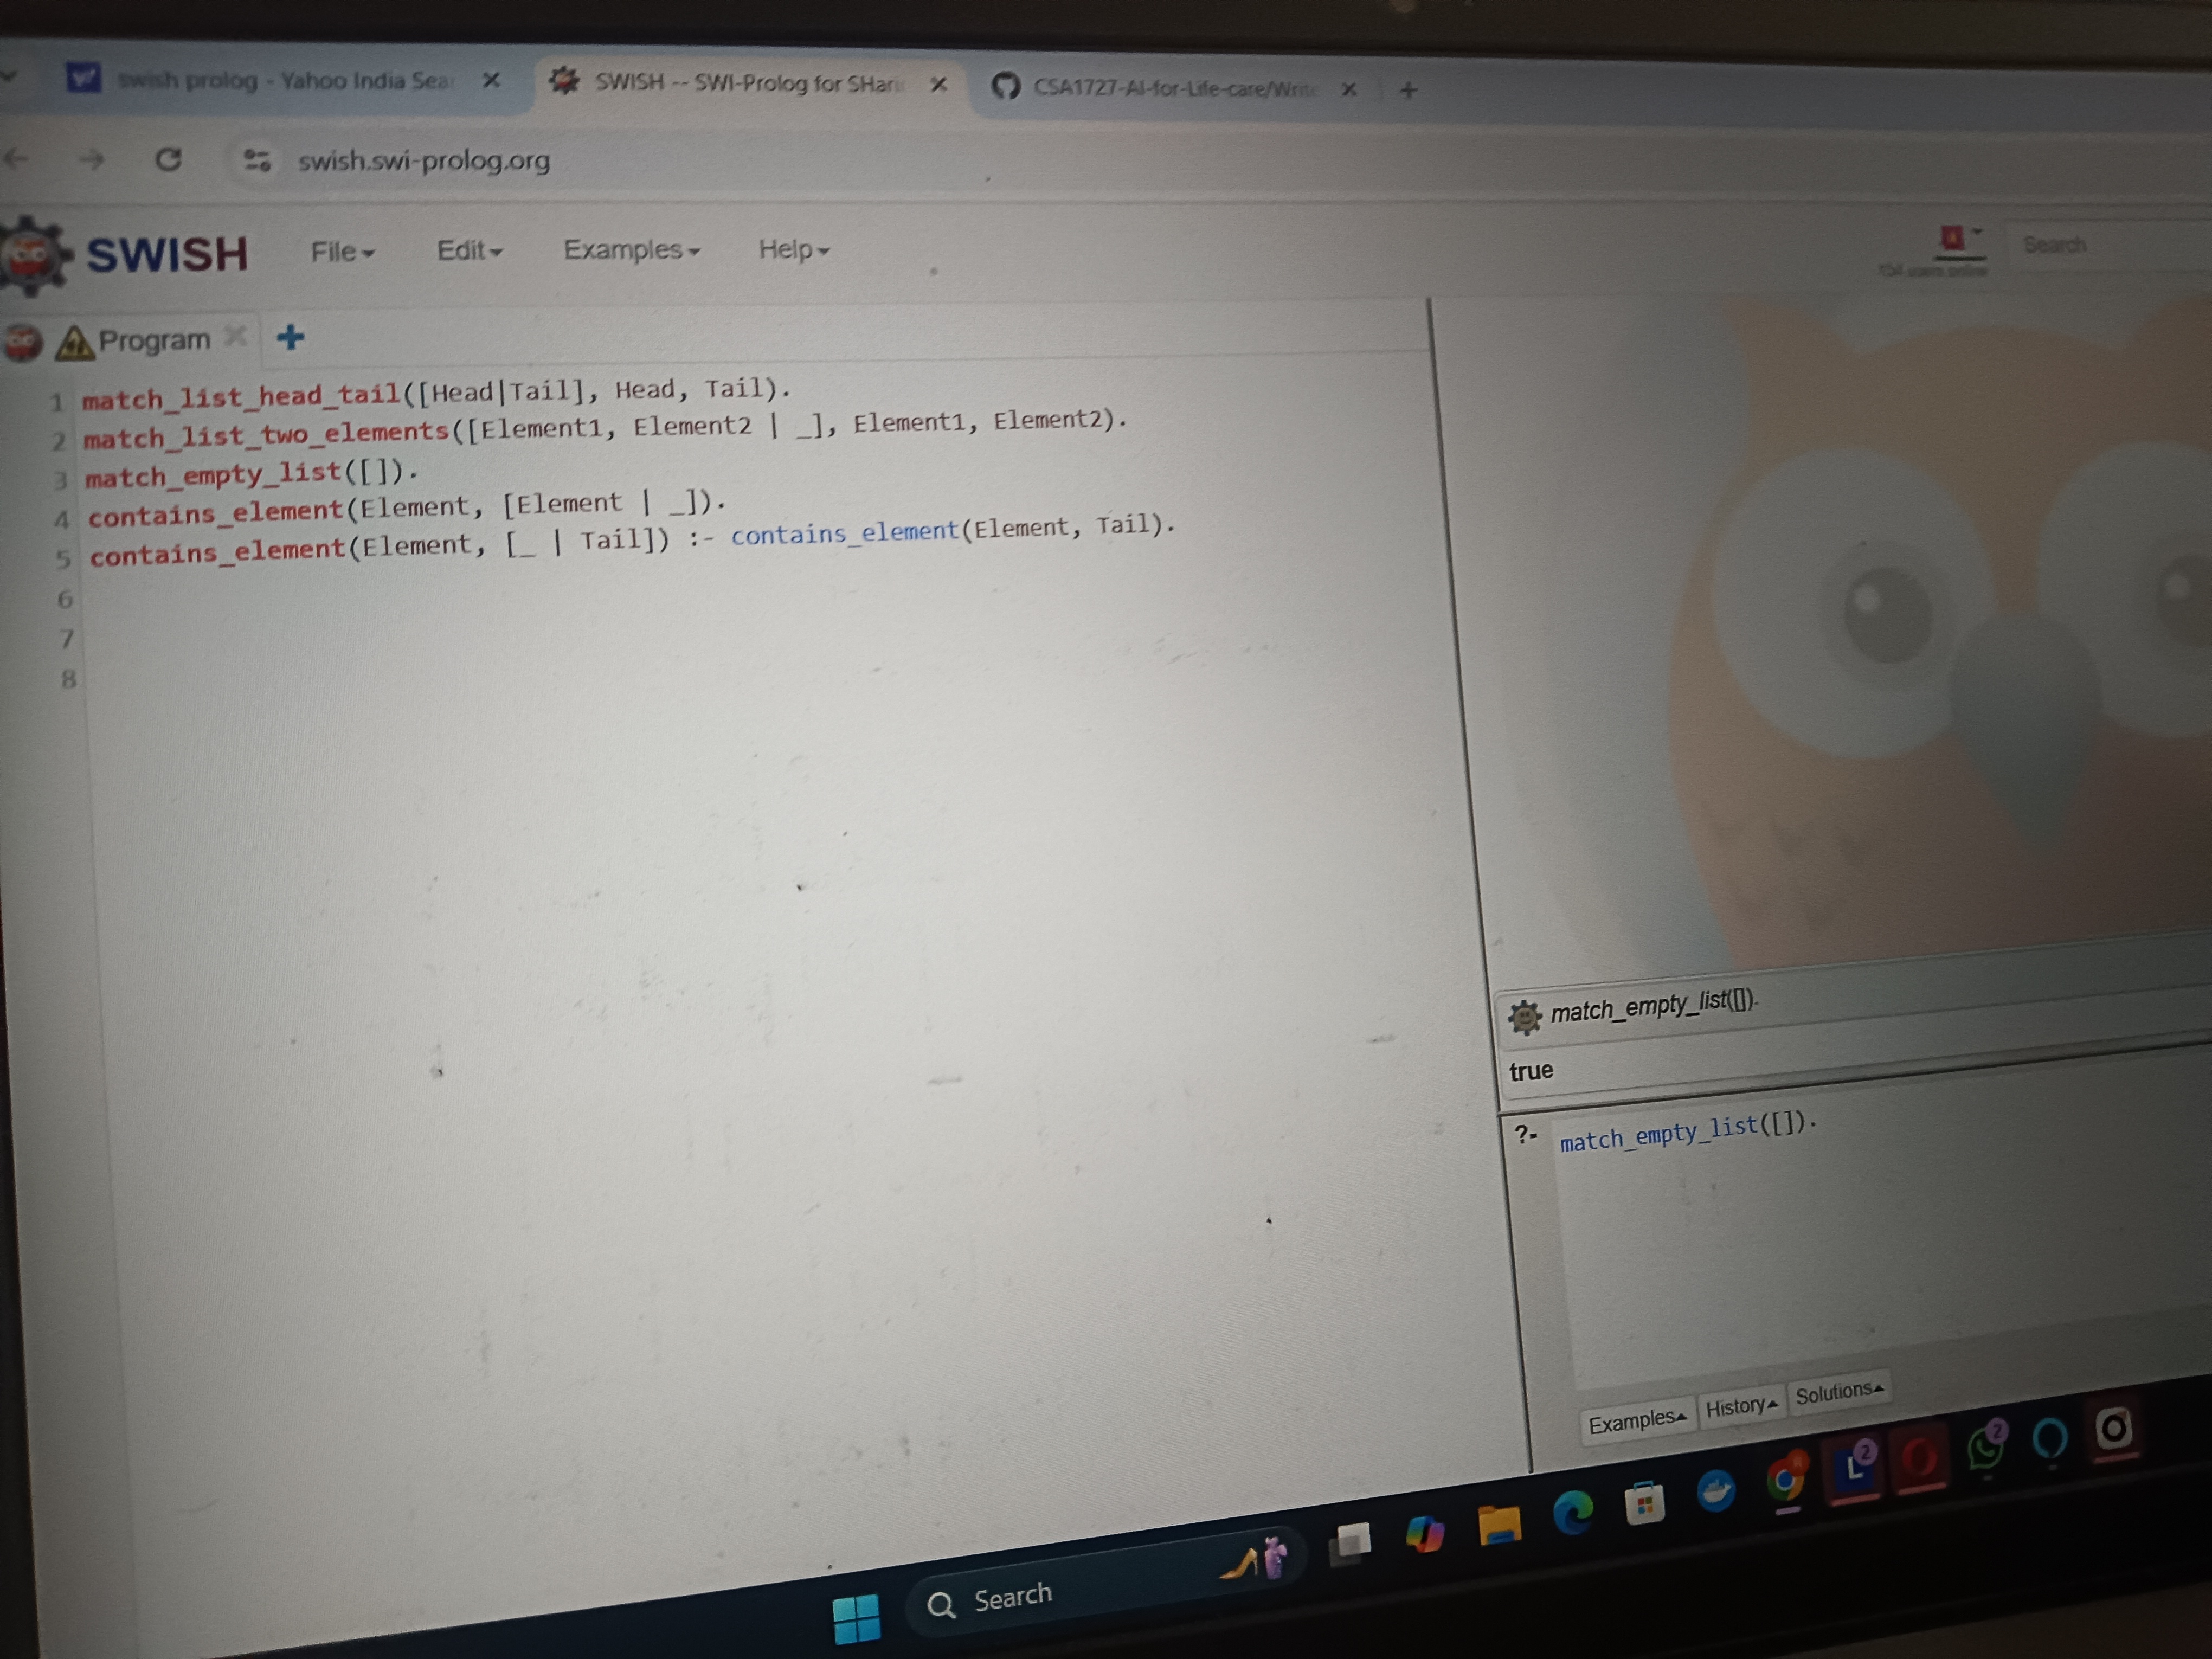 swish prolog - Yahoo India Sea
SWISH -- SWI-Prolog for SHari
CSA1727-AI-for-Life-care/Write
swish.swi-prolog.org
SWISH
File
Edit
Examples
Help
users online
Search
Program
1 match_list_head_tail([Head|Tail], Head, Tail).
2 match_list_two_elements([Element1, Element2 | _], Element1, Element2).
3 match_empty_list([]).
4 contains_element(Element, [Element | _]).
5 contains_element(Element, [_ | Tail]) :- contains_element(Element, Tail).
6
7
8
match_empty_list([]).
true
?- match_empty_list([]).
Examples
History
Solutions
Search
L
2
2